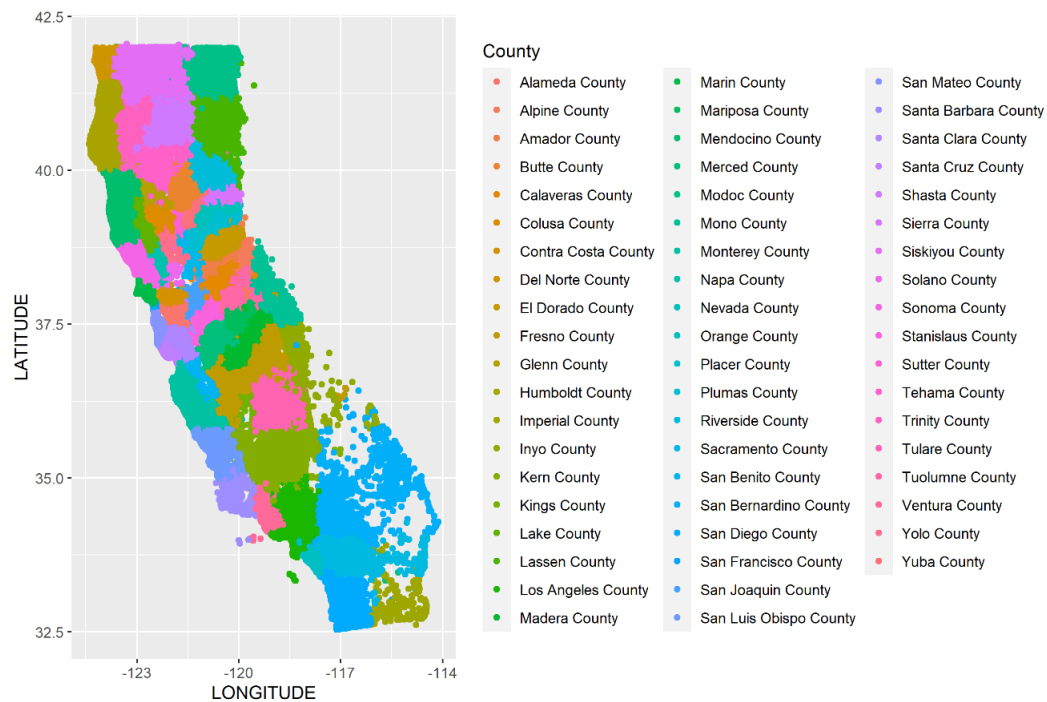 42.5
40.0
37.5
35.0
32.5
LATITUDE
-123
-120
-117
-114
LONGITUDE
County
Alameda County
Alpine County
Amador County
Butte County
Calaveras County
Colusa County
Contra Costa County
Del Norte County
El Dorado County
Fresno County
Glenn County
Humboldt County
Imperial County
Inyo County
Kern County
Kings County
Lake County
Lassen County
Los Angeles County
Madera County
Marin County
Mariposa County
Mendocino County
Merced County
Modoc County
Mono County
Monterey County
Napa County
Nevada County
Orange County
Placer County
Plumas County
Riverside County
Sacramento County
San Benito County
San Bernardino County
San Diego County
San Francisco County
San Joaquin County
San Luis Obispo County
San Mateo County
Santa Barbara County
Santa Clara County
Santa Cruz County
Shasta County
Sierra County
Siskiyou County
Solano County
Sonoma County
Stanislaus County
Sutter County
Tehama County
Trinity County
Tulare County
Tuolumne County
Ventura County
Yolo County
Yuba County